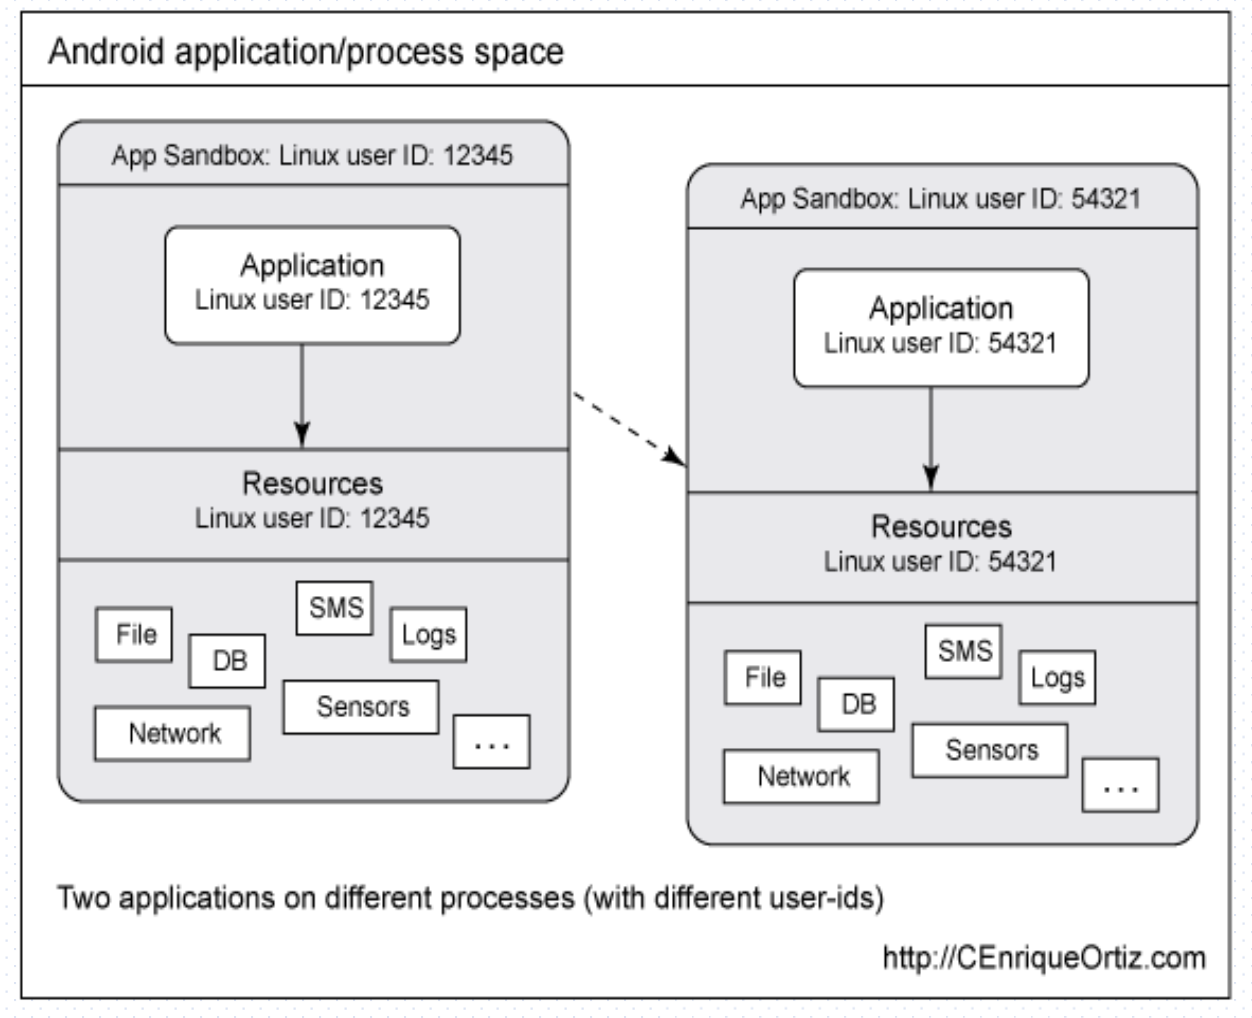 Android application/process space
App Sandbox: Linux user ID: 12345
Application
Linux user ID: 12345
Resources
Linux user ID: 12345
File
DB
SMS
Logs
Network
Sensors
...
App Sandbox: Linux user ID: 54321
Application
Linux user ID: 54321
Resources
Linux user ID: 54321
File
DB
SMS
Logs
Network
Sensors
...
Two applications on different processes (with different user-ids)
http://CEnriqueOrtiz.com